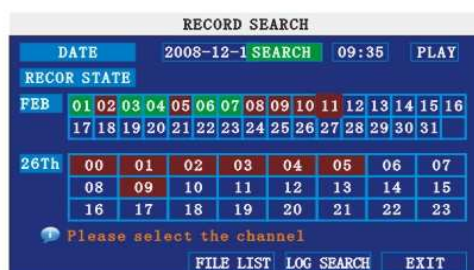 RECORD SEARCH
DATE 2008-12-1 SEARCH 09:35 PLAY
RECOR STATE
FEB 01 02 03 04 05 06 07 08 09 10 11 12 13 14 15 16
17 18 19 20 21 22 23 24 25 26 27 28 29 30 31
26Th 00 01 02 03 04 05 06 07
08 09 10 11 12 13 14 15
16 17 18 19 20 21 22 23
Please select the channel
FILE LIST LOG SEARCH EXIT